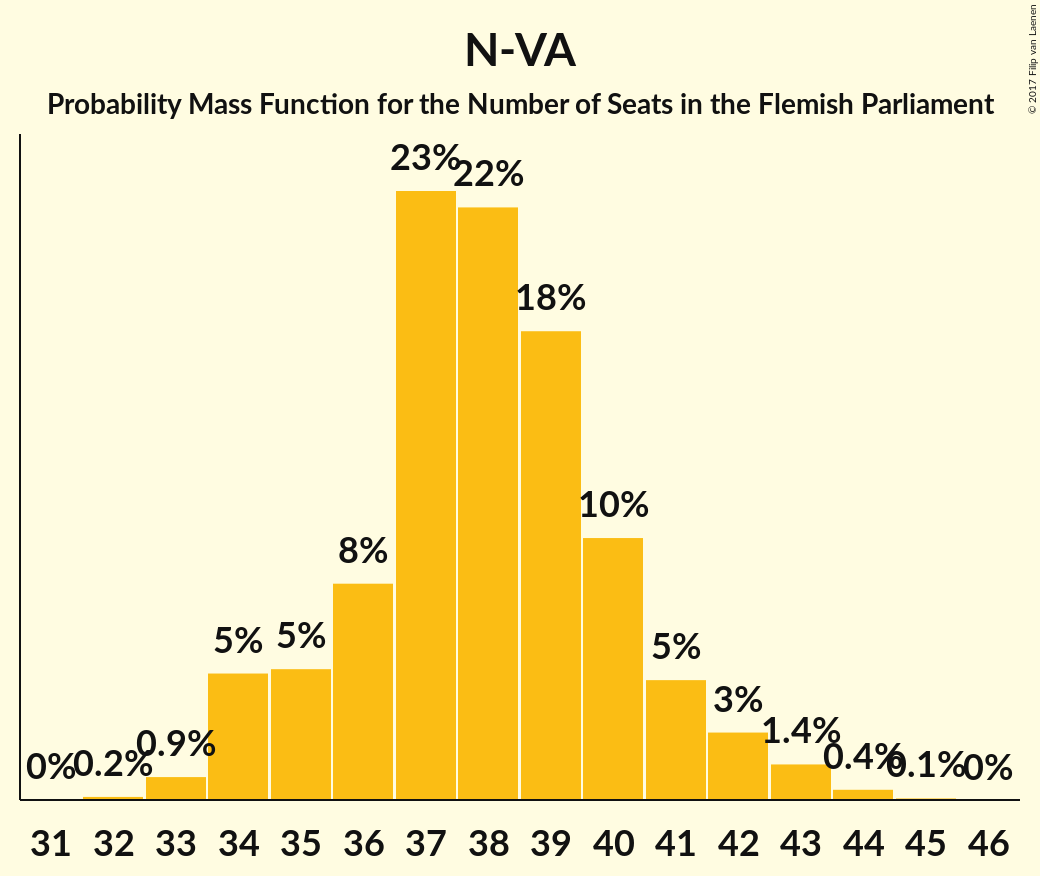 N-VA
Probability Mass Function for the Number of Seats in the Flemish Parliament
© 2017 Filip van Laenen
0% 0.2% 0.9% 5% 5% 8% 23% 22% 18% 10% 5% 3% 1.4% 0.4% 0.1% 0%
31 32 33 34 35 36 37 38 39 40 41 42 43 44 45 46